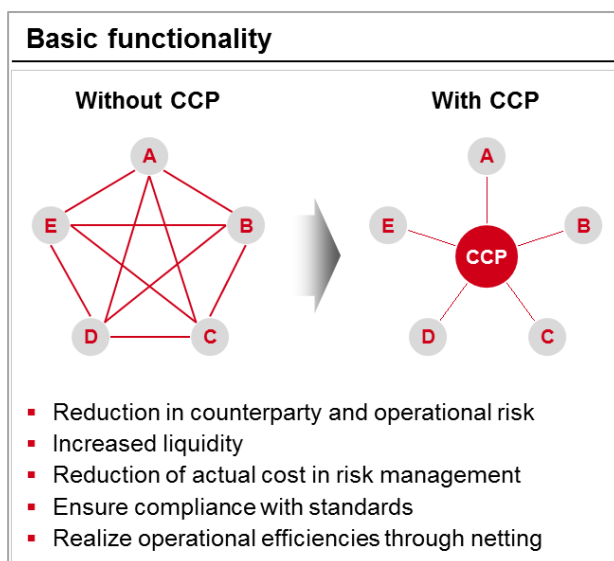 Basic functionality
Without CCP
With CCP
A
E
B
D
C
A
E
B
CCP
D
C
Reduction in counterparty and operational risk
Increased liquidity
Reduction of actual cost in risk management
Ensure compliance with standards
Realize operational efficiencies through netting